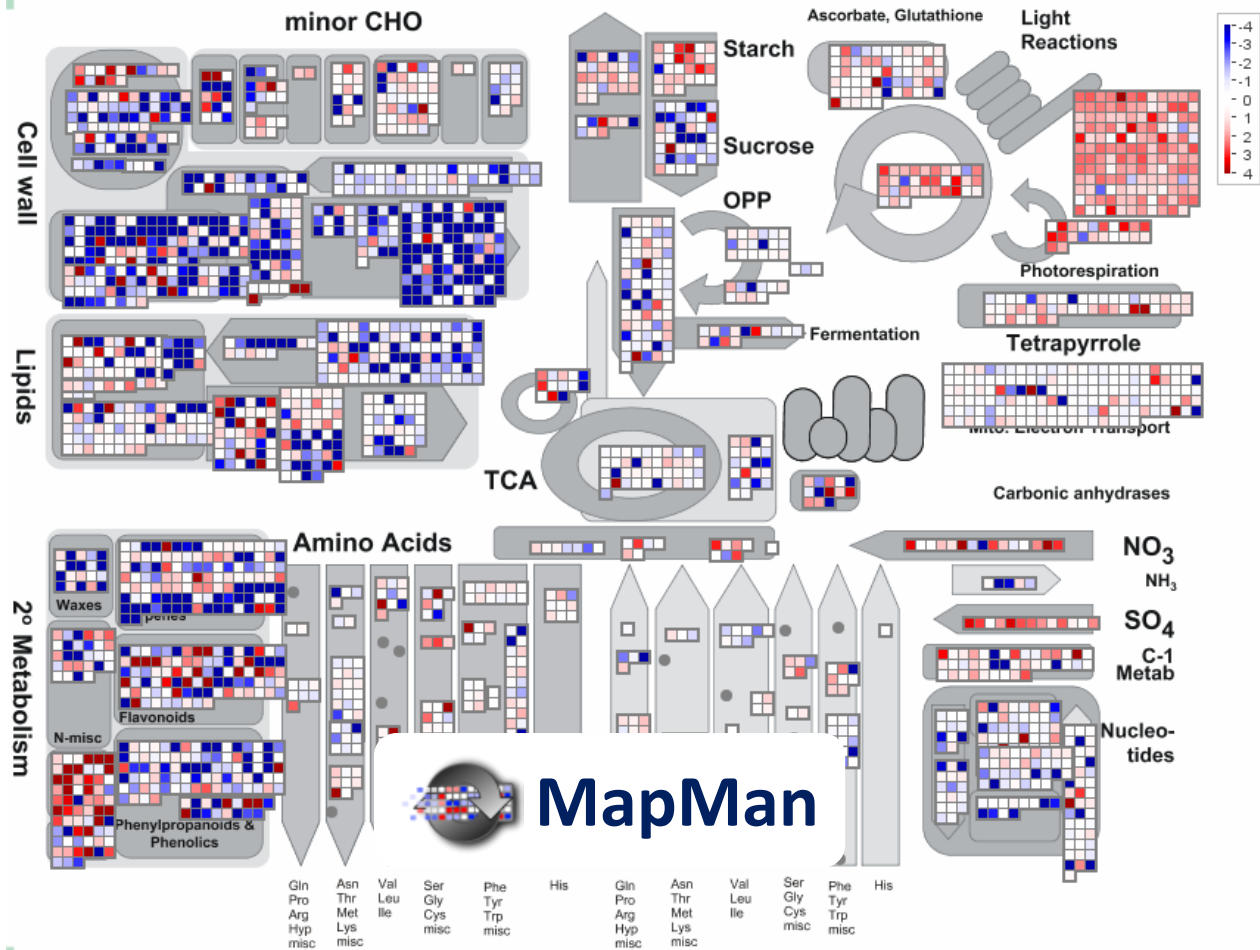 minor CHO
Ascorbate, Glutathione
Light
Reactions
-4
-3
-2
-1
0
1
2
3
4
Starch
Sucrose
Cell wall
OPP
Photorespiration
Fermentation
Tetrapyrrole
Lipids
Mito. Electron Transport
TCA
Carbonic anhydrases
Amino Acids
NO3
NH3
Waxes
SO4
C-1
Metab
2º Metabolism
Flavonoids
N-misc
Nucleo-
tides
MapMan
Phenylpropanoids &
Phenolics
Gln
Pro
Arg
Hyp
misc
Asn
Thr
Met
Lys
misc
Val
Leu
Ile
Ser
Gly
Cys
misc
Phe
Tyr
Trp
misc
His
Gln
Pro
Arg
Hyp
misc
Asn
Thr
Met
Lys
misc
Val
Leu
Ile
Ser
Gly
Cys
misc
Phe
Tyr
Trp
misc
His